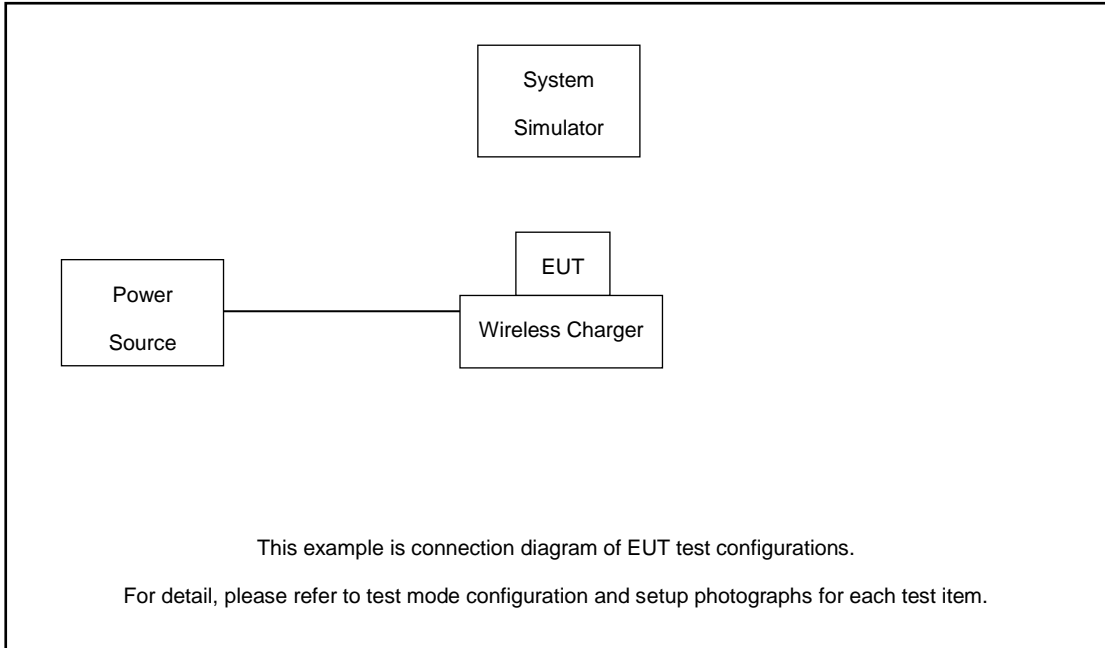 System
Simulator
EUT
Power
Source
Wireless Charger
This example is connection diagram of EUT test configurations.
For detail, please refer to test mode configuration and setup photographs for each test item.